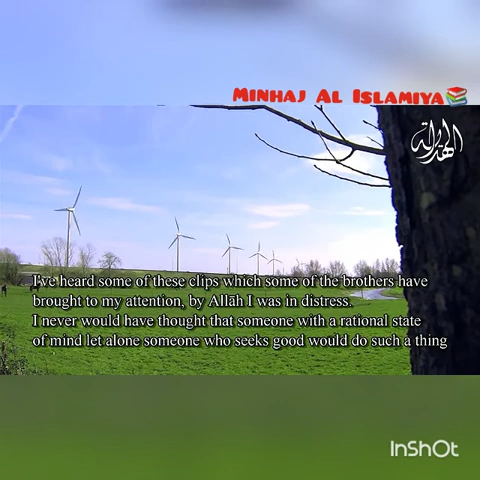 MINHAJ AL ISLAMIYA📚
الهداية
I've heard some of these clips which some of the brothers have
brought to my attention, by Allāh I was in distress.
I never would have thought that someone with a rational state
of mind let alone someone who seeks good would do such a thing
InShOt